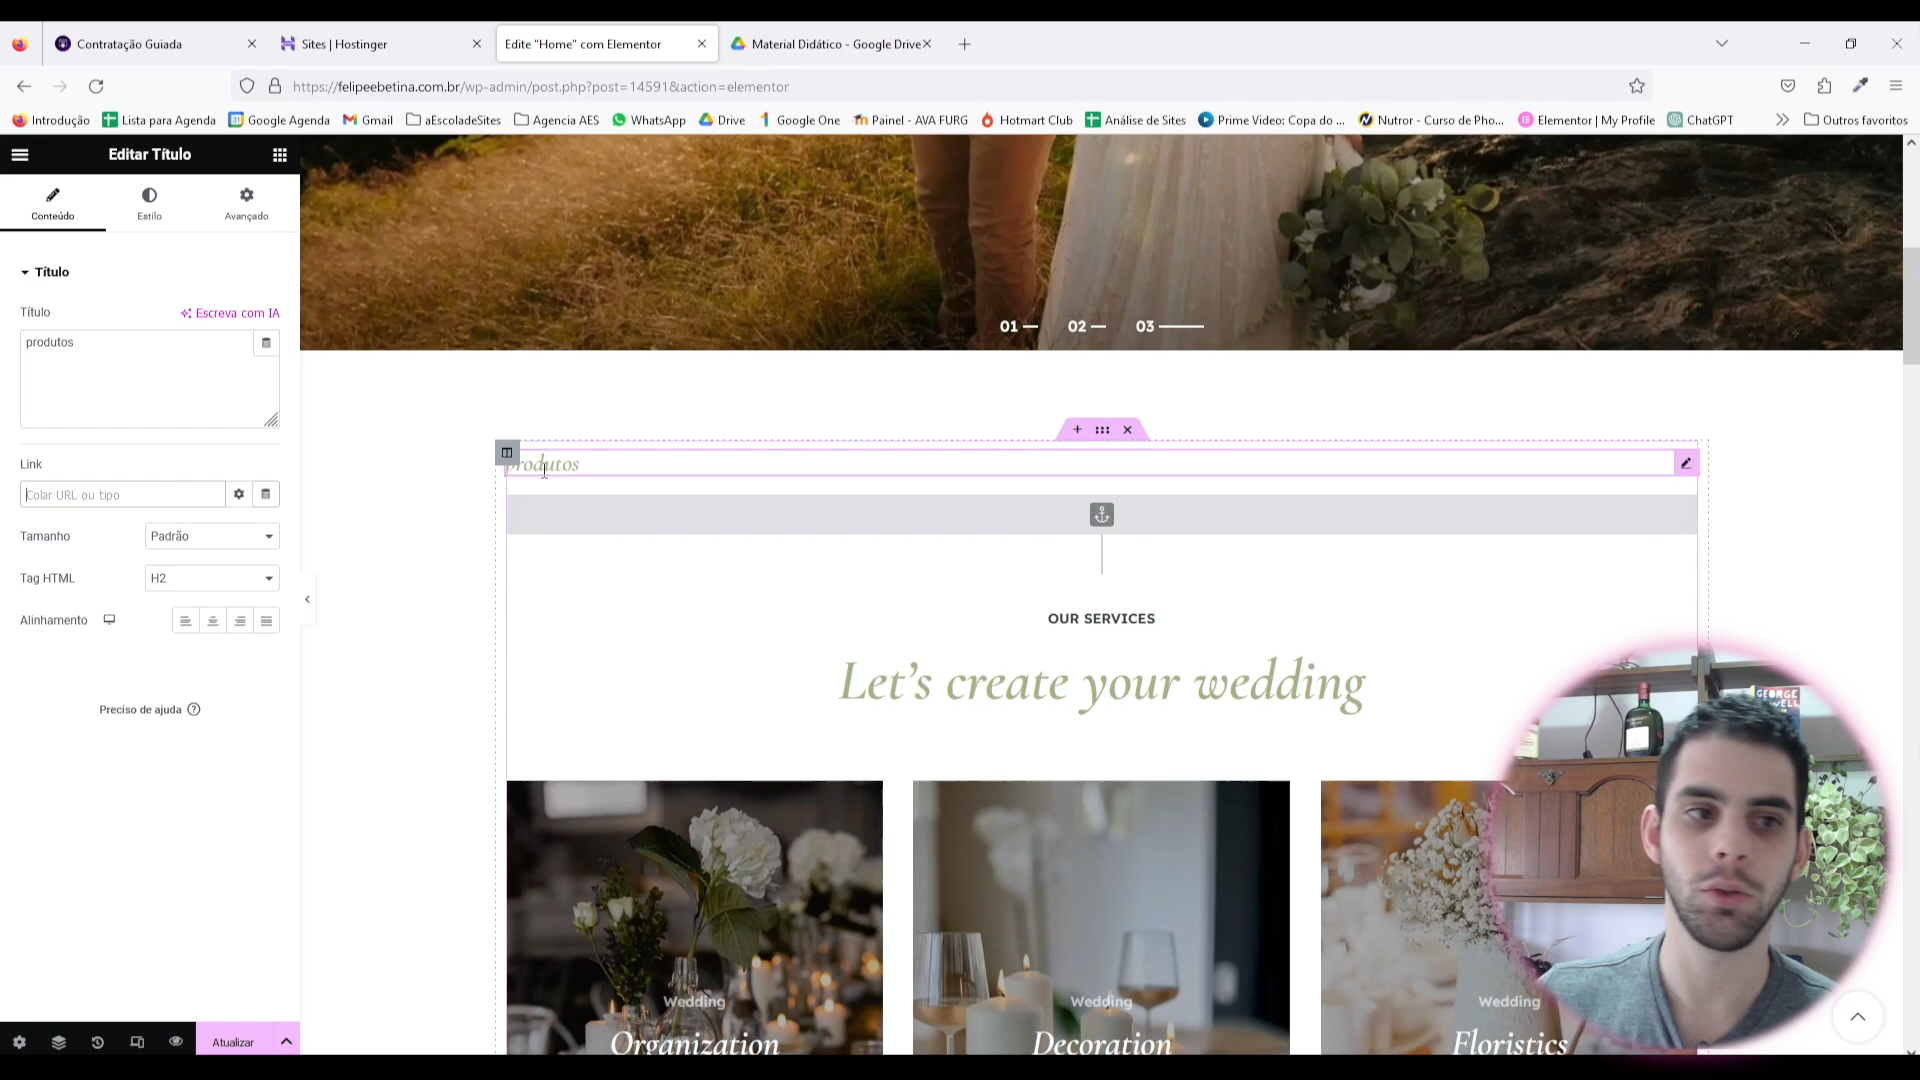 Contratação Guiada
Sites | Hostinger
Edite "Home" com Elementor
Material Didático - Google Drive
https://felipeebetina.com.br/wp-admin/post.php?post=14591&action=elementor
Introdução
Lista para Agenda
Google Agenda
Gmail
aEscoladeSites
Agencia AES
WhatsApp
Drive
Google One
Painel - AVA FURG
Hotmart Club
Análise de Sites
Prime Video: Copa do ...
Nutror - Curso de Pho...
Elementor | My Profile
ChatGPT
Outros favoritos
Editar Título
Conteúdo
Estilo
Avançado
Título
Título
Escreva com IA
produtos
Link
Colar URL ou tipo
Tamanho
Padrão
Tag HTML
H2
Alinhamento
Preciso de ajuda
Atualizar
01
02
03
produtos
OUR SERVICES
Let's create your wedding
Wedding
Organization
Wedding
Decoration
Wedding
Floristics
GEORGE